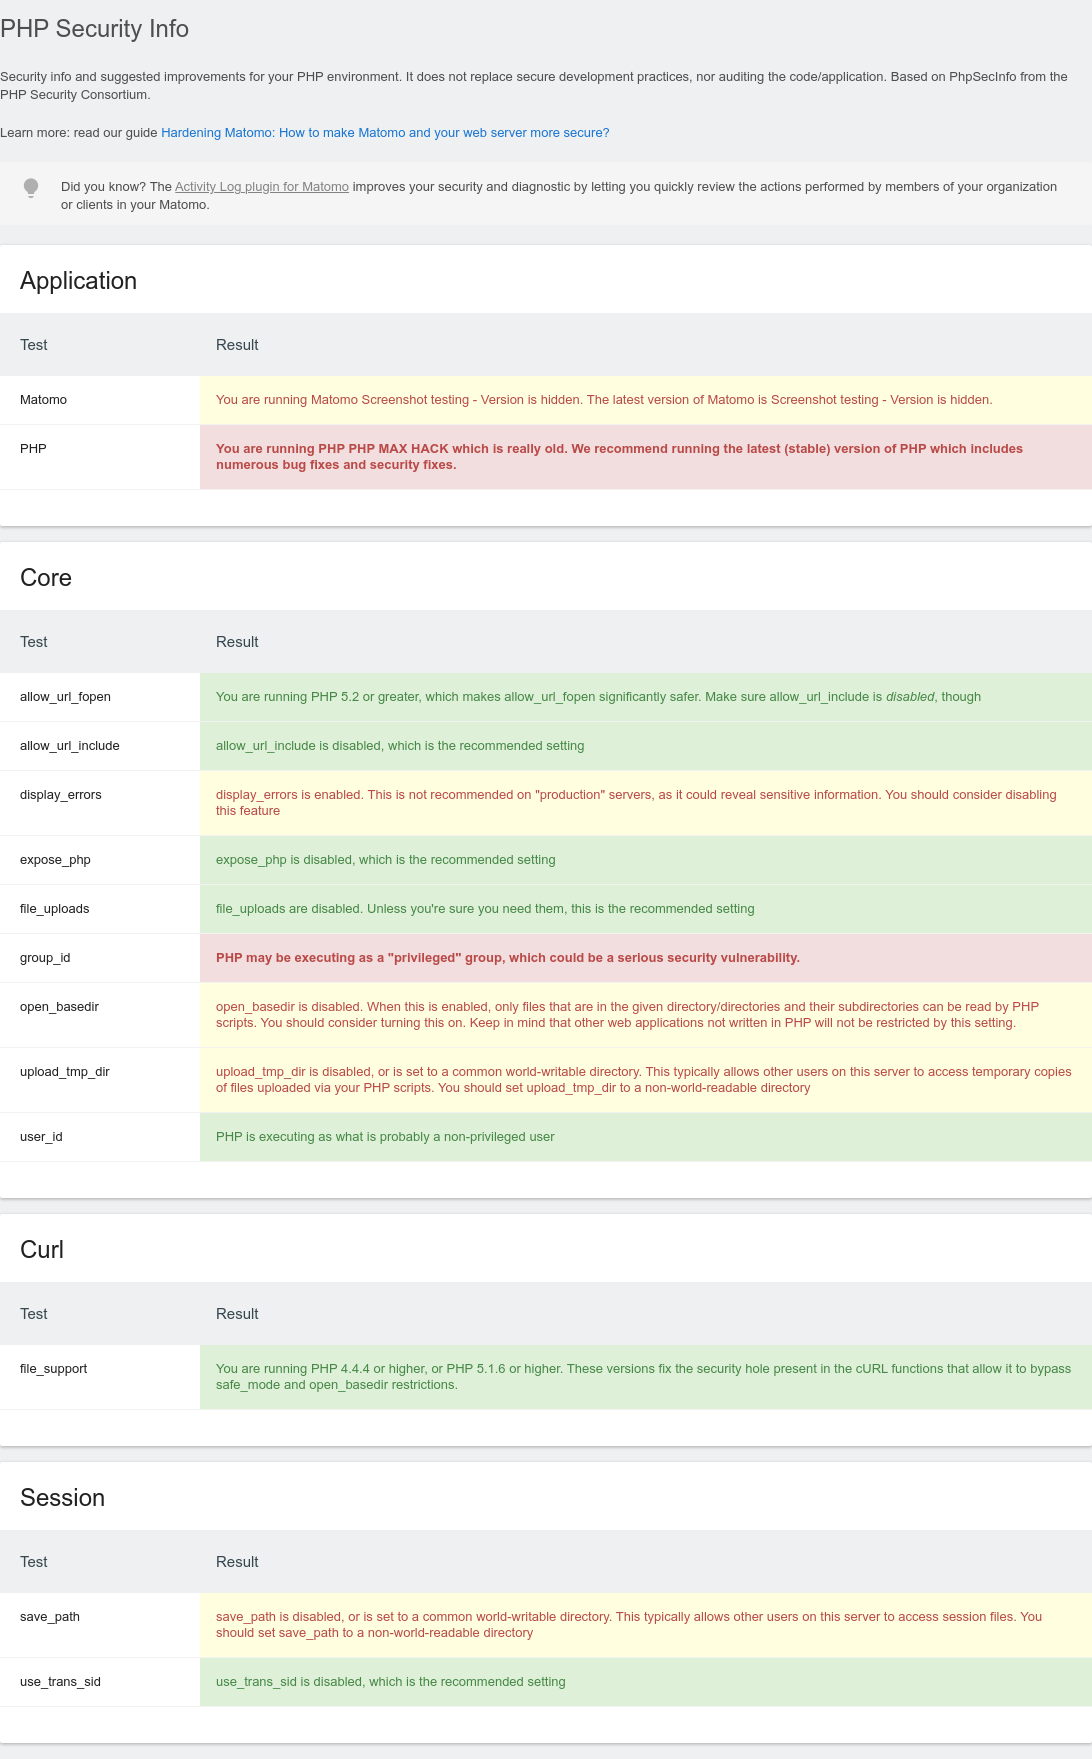 PHP Security Info
Security info and suggested improvements for your PHP environment. It does not replace secure development practices, nor auditing the code/application. Based on PhpSecInfo from the
PHP Security Consortium.
Learn more: read our guide Hardening Matomo: How to make Matomo and your web server more secure?
Did you know? The Activity Log plugin for Matomo improves your security and diagnostic by letting you quickly review the actions performed by members of your organization
or clients in your Matomo.
Application
Test Result
Matomo You are running Matomo Screenshot testing - Version is hidden. The latest version of Matomo is Screenshot testing - Version is hidden.
PHP You are running PHP PHP MAX HACK which is really old. We recommend running the latest (stable) version of PHP which includes
numerous bug fixes and security fixes.
Core
Test Result
allow_url_fopen You are running PHP 5.2 or greater, which makes allow_url_fopen significantly safer. Make sure allow_url_include is disabled, though
allow_url_include allow_url_include is disabled, which is the recommended setting
display_errors display_errors is enabled. This is not recommended on "production" servers, as it could reveal sensitive information. You should consider disabling
this feature
expose_php expose_php is disabled, which is the recommended setting
file_uploads file_uploads are disabled. Unless you're sure you need them, this is the recommended setting
group_id PHP may be executing as a "privileged" group, which could be a serious security vulnerability.
open_basedir open_basedir is disabled. When this is enabled, only files that are in the given directory/directories and their subdirectories can be read by PHP
scripts. You should consider turning this on. Keep in mind that other web applications not written in PHP will not be restricted by this setting.
upload_tmp_dir upload_tmp_dir is disabled, or is set to a common world-writable directory. This typically allows other users on this server to access temporary copies
of files uploaded via your PHP scripts. You should set upload_tmp_dir to a non-world-readable directory
user_id PHP is executing as what is probably a non-privileged user
Curl
Test Result
file_support You are running PHP 4.4.4 or higher, or PHP 5.1.6 or higher. These versions fix the security hole present in the cURL functions that allow it to bypass
safe_mode and open_basedir restrictions.
Session
Test Result
save_path save_path is disabled, or is set to a common world-writable directory. This typically allows other users on this server to access session files. You
should set save_path to a non-world-readable directory
use_trans_sid use_trans_sid is disabled, which is the recommended setting